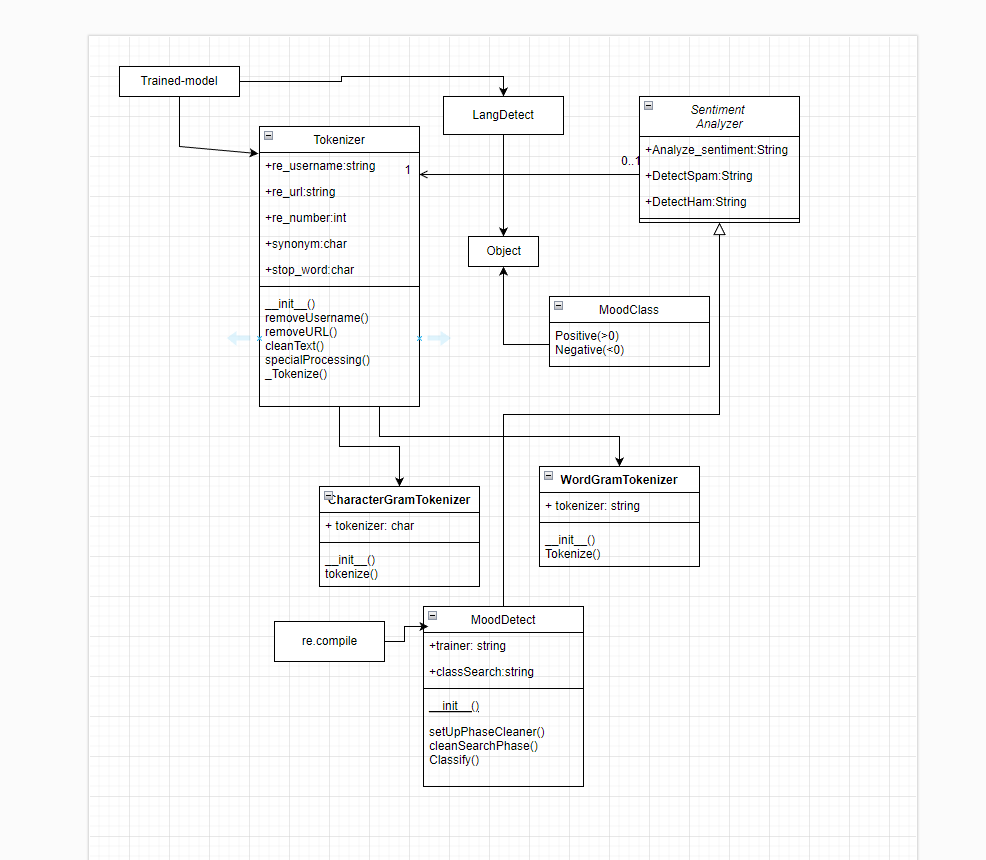 Trained-model
LangDetect
Sentiment
Analyzer
+Analyze_sentiment:String
+DetectSpam:String
+DetectHam:String
0..1
1
Tokenizer
+re_username:string
+re_url:string
+re_number:int
+synonym:char
+stop_word:char
__init__()
removeUsername()
removeURL()
cleanText()
specialProcessing()
_Tokenize()
Object
MoodClass
Positive(>0)
Negative(<0)
CharacterGramTokenizer
+ tokenizer: char
__init__()
tokenize()
WordGramTokenizer
+ tokenizer: string
__init__()
Tokenize()
re.compile
MoodDetect
+trainer: string
+classSearch:string
__init__()
setUpPhaseCleaner()
cleanSearchPhase()
Classify()